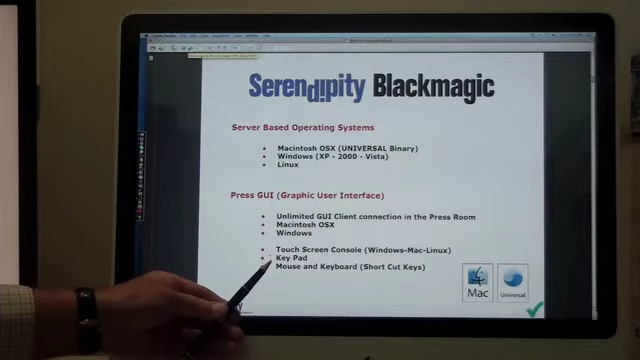 Serendipity Blackmagic
Server Based Operating Systems
Macintosh OSX (UNIVERSAL Binary)
Windows (XP - 2000 - Vista)
Linux
Press GUI (Graphic User Interface)
Unlimited GUI Client connection in the Press Room
Macintosh OSX
Windows
Touch Screen Console (Windows-Mac-Linux)
Key Pad
Mouse and Keyboard (Short Cut Keys)
Mac
Universal